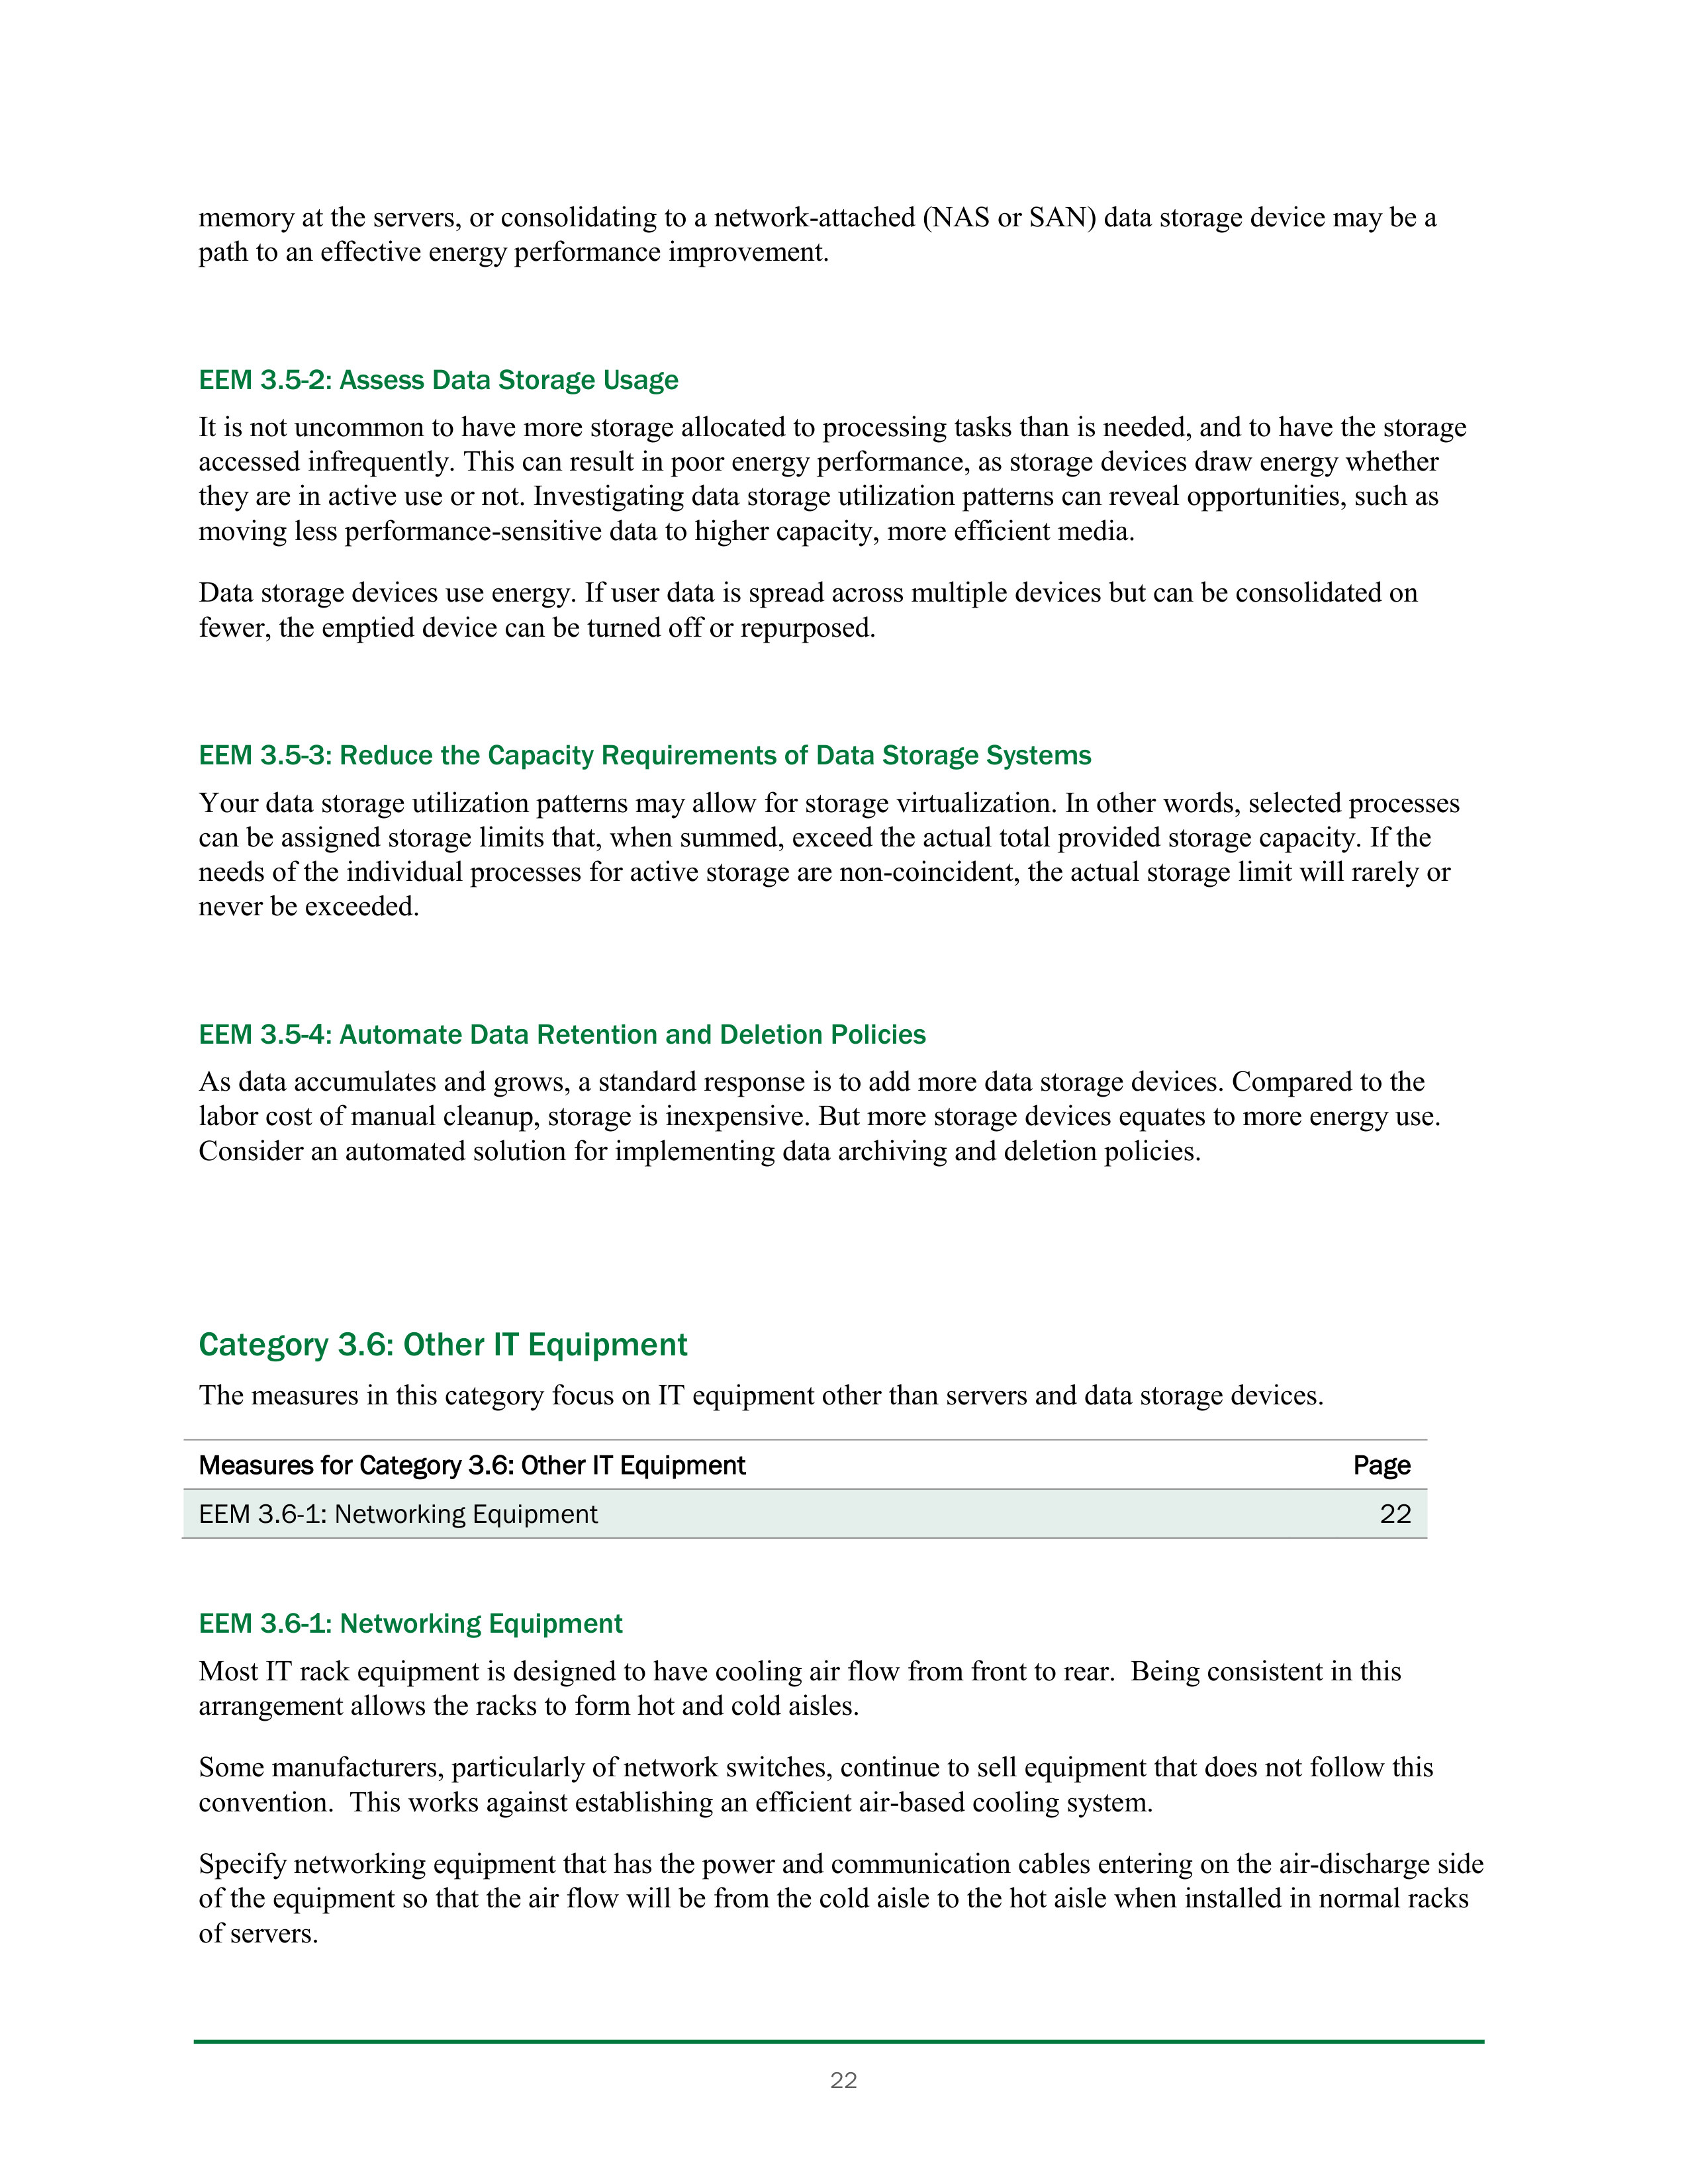 memory at the servers, or consolidating to a network-attached (NAS or SAN) data storage device may be a
path to an effective energy performance improvement.
EEM 3.5-2: Assess Data Storage Usage
It is not uncommon to have more storage allocated to processing tasks than is needed, and to have the storage
accessed infrequently. This can result in poor energy performance, as storage devices draw energy whether
they are in active use or not. Investigating data storage utilization patterns can reveal opportunities, such as
moving less performance-sensitive data to higher capacity, more efficient media.
Data storage devices use energy. If user data is spread across multiple devices but can be consolidated on
fewer, the emptied device can be turned off or repurposed.
EEM 3.5-3: Reduce the Capacity Requirements of Data Storage Systems
Your data storage utilization patterns may allow for storage virtualization. In other words, selected processes
can be assigned storage limits that, when summed, exceed the actual total provided storage capacity. If the
needs of the individual processes for active storage are non-coincident, the actual storage limit will rarely or
never be exceeded.
EEM 3.5-4: Automate Data Retention and Deletion Policies
As data accumulates and grows, a standard response is to add more data storage devices. Compared to the
labor cost of manual cleanup, storage is inexpensive. But more storage devices equates to more energy use.
Consider an automated solution for implementing data archiving and deletion policies.
Category 3.6: Other IT Equipment
The measures in this category focus on IT equipment other than servers and data storage devices.
Measures for Category 3.6: Other IT Equipment Page
EEM 3.6-1: Networking Equipment 22
EEM 3.6-1: Networking Equipment
Most IT rack equipment is designed to have cooling air flow from front to rear.  Being consistent in this
arrangement allows the racks to form hot and cold aisles.
Some manufacturers, particularly of network switches, continue to sell equipment that does not follow this
convention.  This works against establishing an efficient air-based cooling system.
Specify networking equipment that has the power and communication cables entering on the air-discharge side
of the equipment so that the air flow will be from the cold aisle to the hot aisle when installed in normal racks
of servers.
22